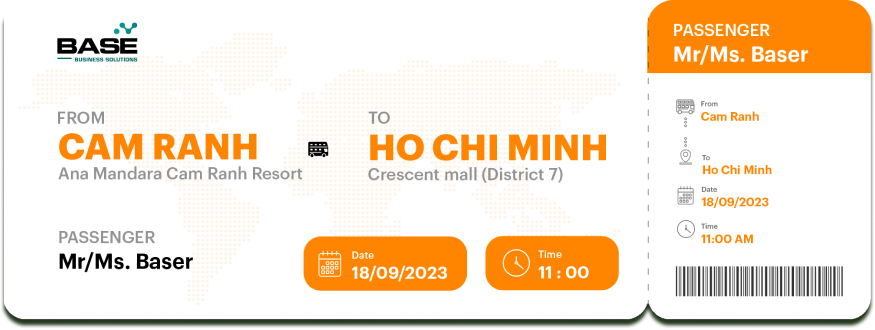 BASE
BUSINESS SOLUTIONS
FROM
CAM RANH
Ana Mandara Cam Ranh Resort
TO
HO CHI MINH
Crescent mall (District 7)
PASSENGER
Mr/Ms. Baser
Date
18/09/2023
Time
11 : 00
PASSENGER
Mr/Ms. Baser
From
Cam Ranh
To
Ho Chi Minh
Date
18/09/2023
Time
11:00 AM